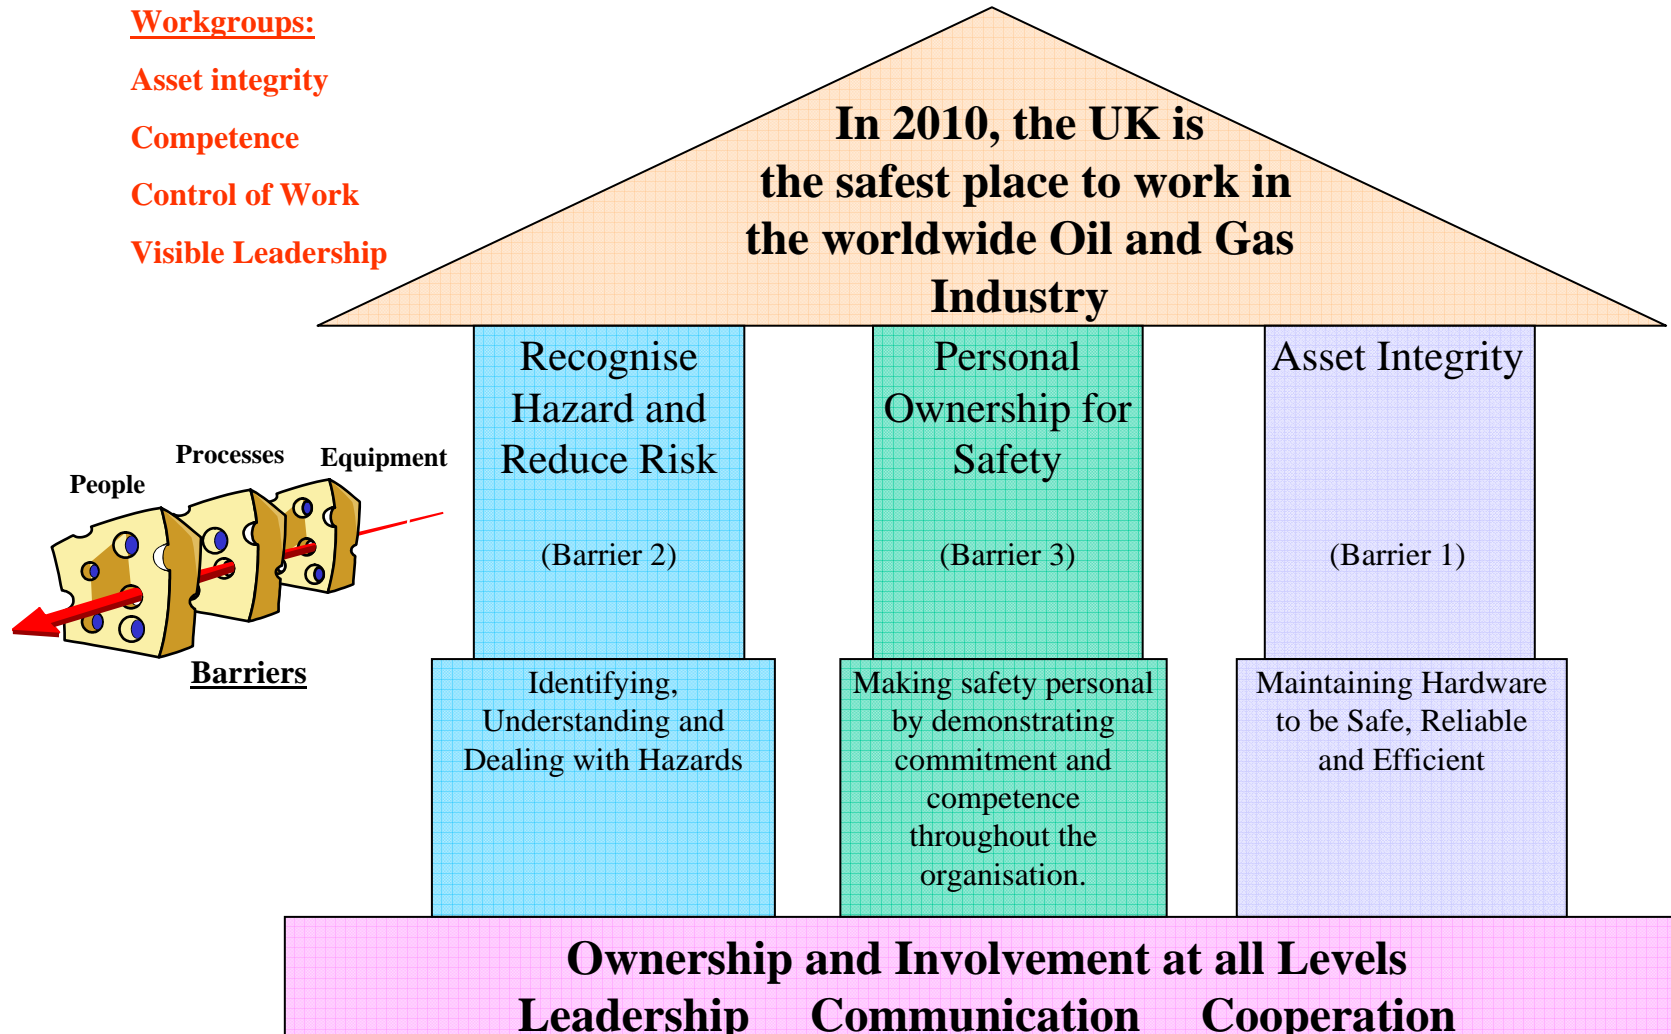 Workgroups:
Asset integrity
Competence
Control of Work
Visible Leadership
In 2010, the UK is
the safest place to work in
the worldwide Oil and Gas
Industry
People
Processes
Equipment
Barriers
Recognise
Hazard and
Reduce Risk
(Barrier 2)
Identifying,
Understanding and
Dealing with Hazards
Personal
Ownership for
Safety
(Barrier 3)
Making safety personal
by demonstrating
commitment and
competence
throughout the
organisation.
Asset Integrity
(Barrier 1)
Maintaining Hardware
to be Safe, Reliable
and Efficient
Ownership and Involvement at all Levels
Leadership Communication Cooperation